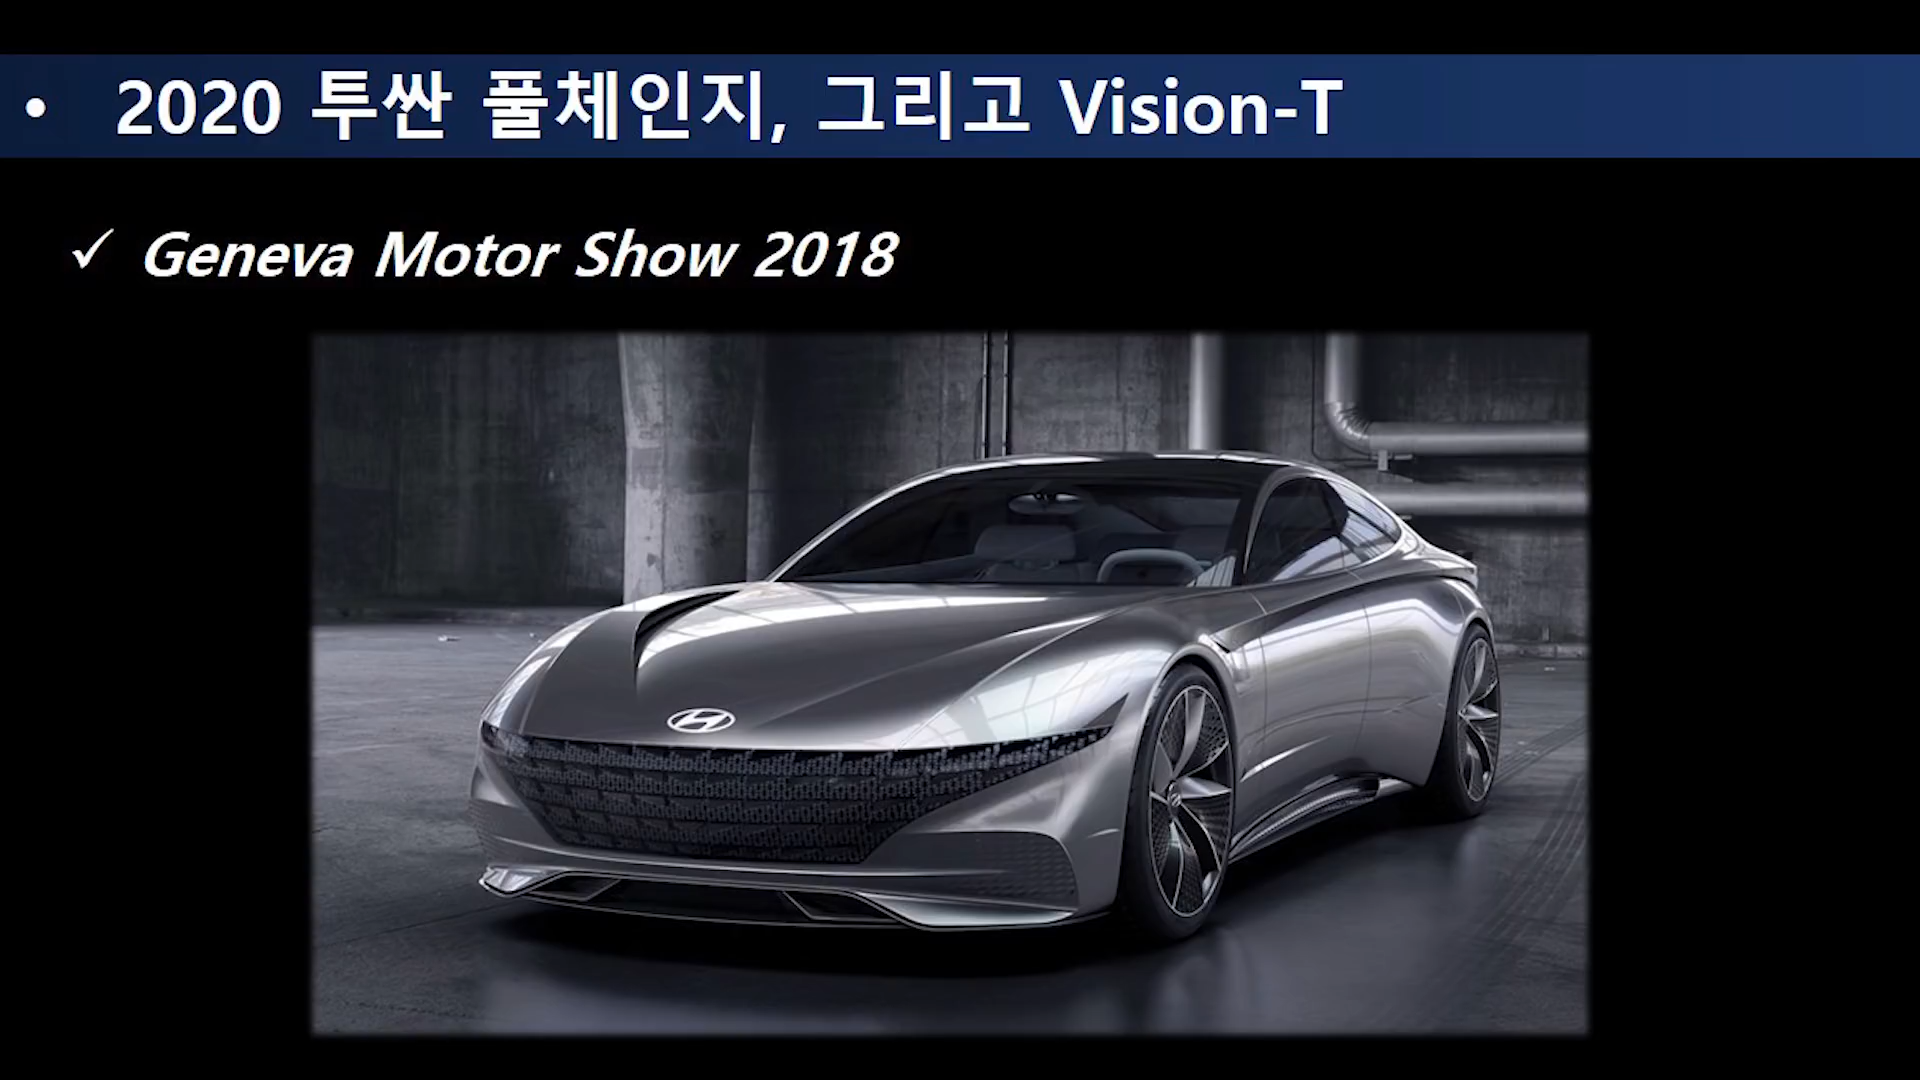 • 2020 투싼 풀체인지, 그리고 Vision-T
✓ Geneva Motor Show 2018